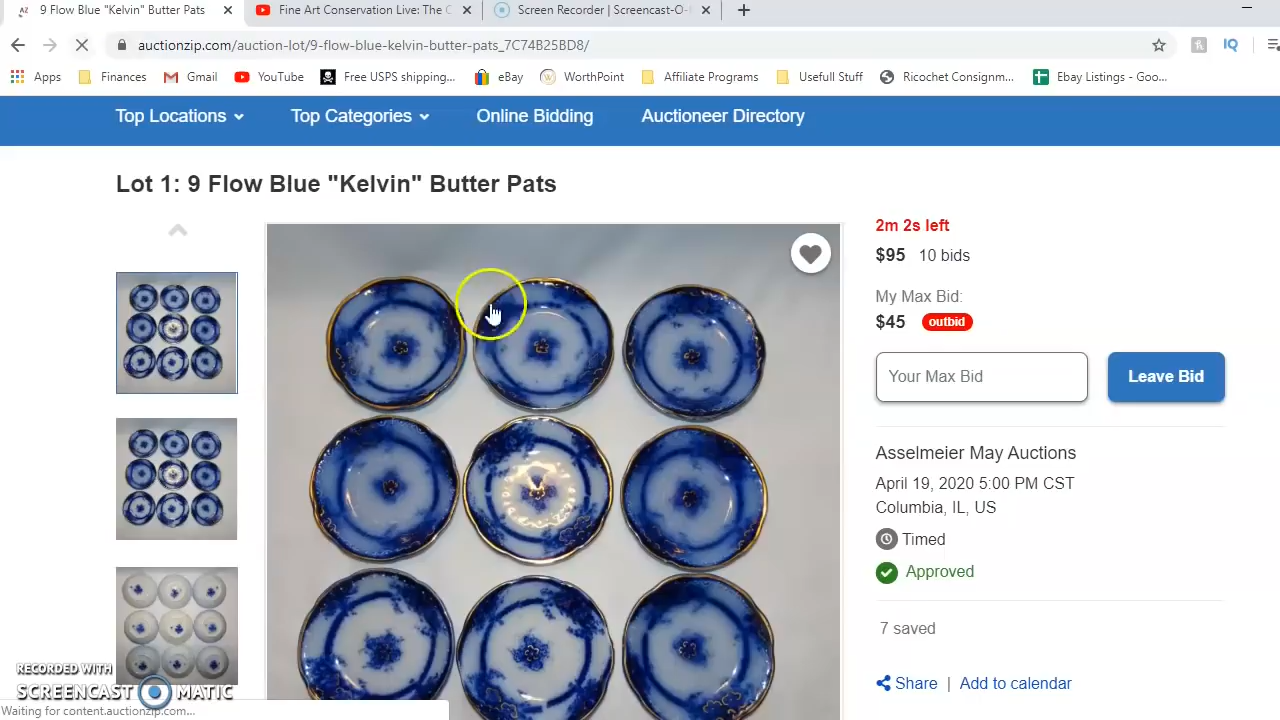 9 Flow Blue "Kelvin" Butter Pats
Fine Art Conservation Live: The C
Screen Recorder | Screencast-O-
auctionzip.com/auction-lot/9-flow-blue-kelvin-butter-pats_7C74B25BD8/
IQ
Apps
Finances
Gmail
YouTube
Free USPS shipping...
eBay
WorthPoint
Affiliate Programs
Usefull Stuff
Ricochet Consignm...
Ebay Listings - Goo...
Top Locations
Top Categories
Online Bidding
Auctioneer Directory
Lot 1: 9 Flow Blue "Kelvin" Butter Pats
2m 2s left
$95 10 bids
My Max Bid:
$45 outbid
Your Max Bid
Leave Bid
Asselmeier May Auctions
April 19, 2020 5:00 PM CST
Columbia, IL, US
Timed
Approved
7 saved
Share | Add to calendar
RECORDED WITH
SCREENCAST MATIC
Waiting for content.auctionzip.com...